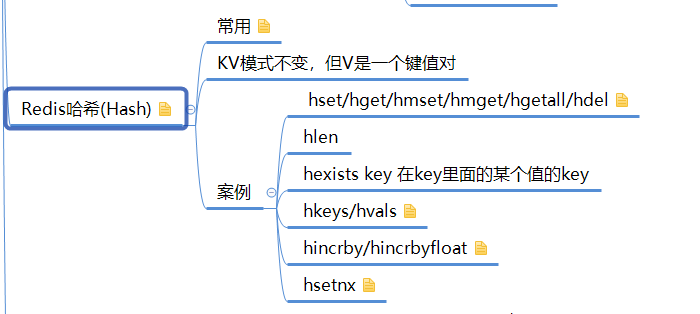 常用
KV模式不变，但V是一个键值对
Redis哈希(Hash)
hset/hget/hmset/hmget/hgetall/hdel
hlen
hexists key 在key里面的某个值的key
案例
hkeys/hvals
hincrby/hincrbyfloat
hsetnx